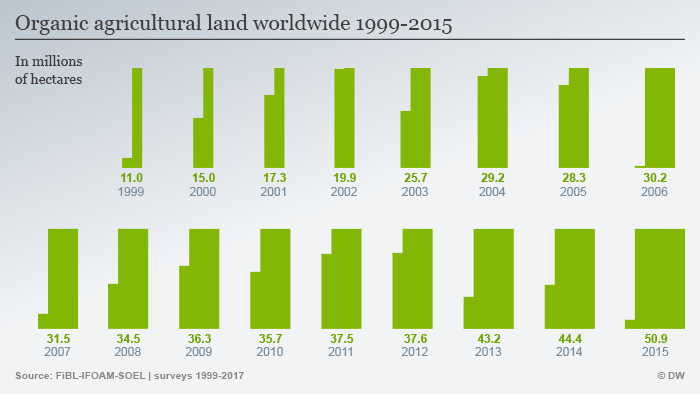 Organic agricultural land worldwide 1999-2015
In millions
of hectares
11.0 15.0 17.3 19.9 25.7 29.2 28.3 30.2
1999 2000 2001 2002 2003 2004 2005 2006
31.5 34.5 36.3 35.7 37.5 37.6 43.2 44.4 50.9
2007 2008 2009 2010 2011 2012 2013 2014 2015
Source: FiBL-IFOAM-SOEL | surveys 1999-2017 © DW